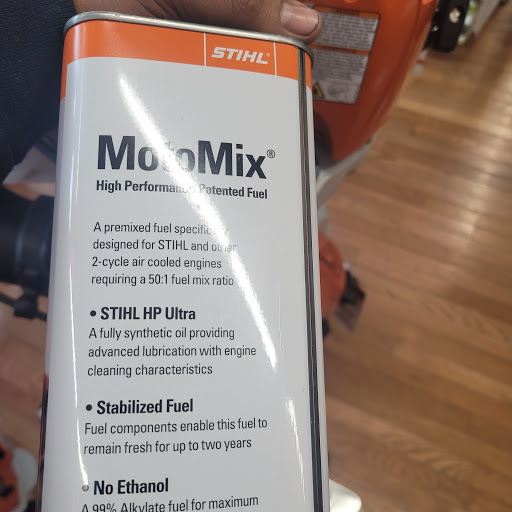 STIHL®
MotoMix®
High Performance Patented Fuel
A premixed fuel specifically
designed for STIHL and other
2-cycle air cooled engines
requiring a 50:1 fuel mix ratio
• STIHL HP Ultra
A fully synthetic oil providing
advanced lubrication with engine
cleaning characteristics
• Stabilized Fuel
Fuel components enable this fuel to
remain fresh for up to two years
• No Ethanol
A 99% Alkylate fuel for maximum